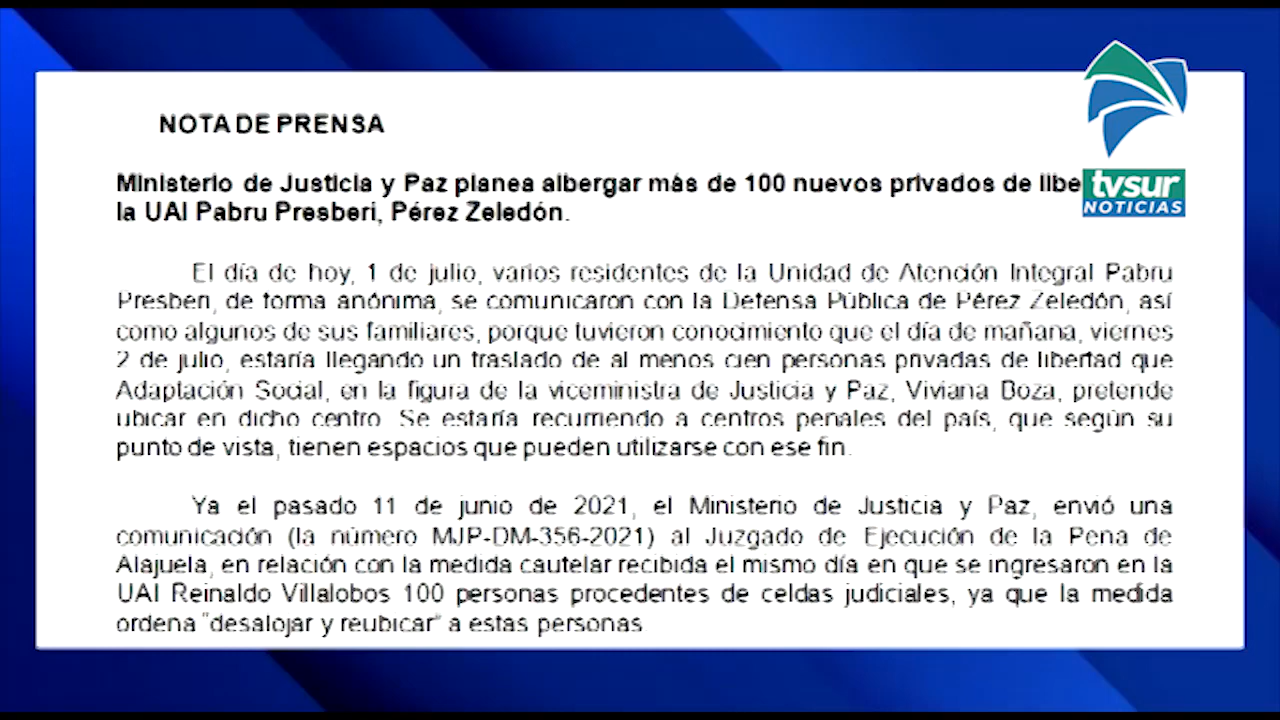 NOTA DE PRENSA
Ministerio de Justicia y Paz planea albergar más de 100 nuevos privados de libe
la UAI Pabru Presberi, Pérez Zeledón.
tvsur
NOTICIAS
El día de hoy, 1 de julio, varios residentes de la Unidad de Atención Integral Pabru
Presberi, de forma anónima, se comunicaron con la Defensa Pública de Pérez Zeledón, así
como algunos de sus familiares, porque tuvieron conocimiento que el día de mañana, viernes
2 de julio, estaría llegando un traslado de al menos cien personas privadas de libertad que
Adaptación Social, en la figura de la viceministra de Justicia y Paz, Viviana Boza, pretende
ubicar en dicho centro. Se estaría recurriendo a centros penales del país, que según su
punto de vista, tienen espacios que pueden utilizarse con ese fin.
Ya el pasado 11 de junio de 2021, el Ministerio de Justicia y Paz, envió una
comunicación (la número MJP-DM-356-2021) al Juzgado de Ejecución de la Pena de
Alajuela, en relación con la medida cautelar recibida el mismo día en que se ingresaron en la
UAI Reinaldo Villalobos 100 personas procedentes de celdas judiciales, ya que la medida
ordena "desalojar y reubicar" a estas personas